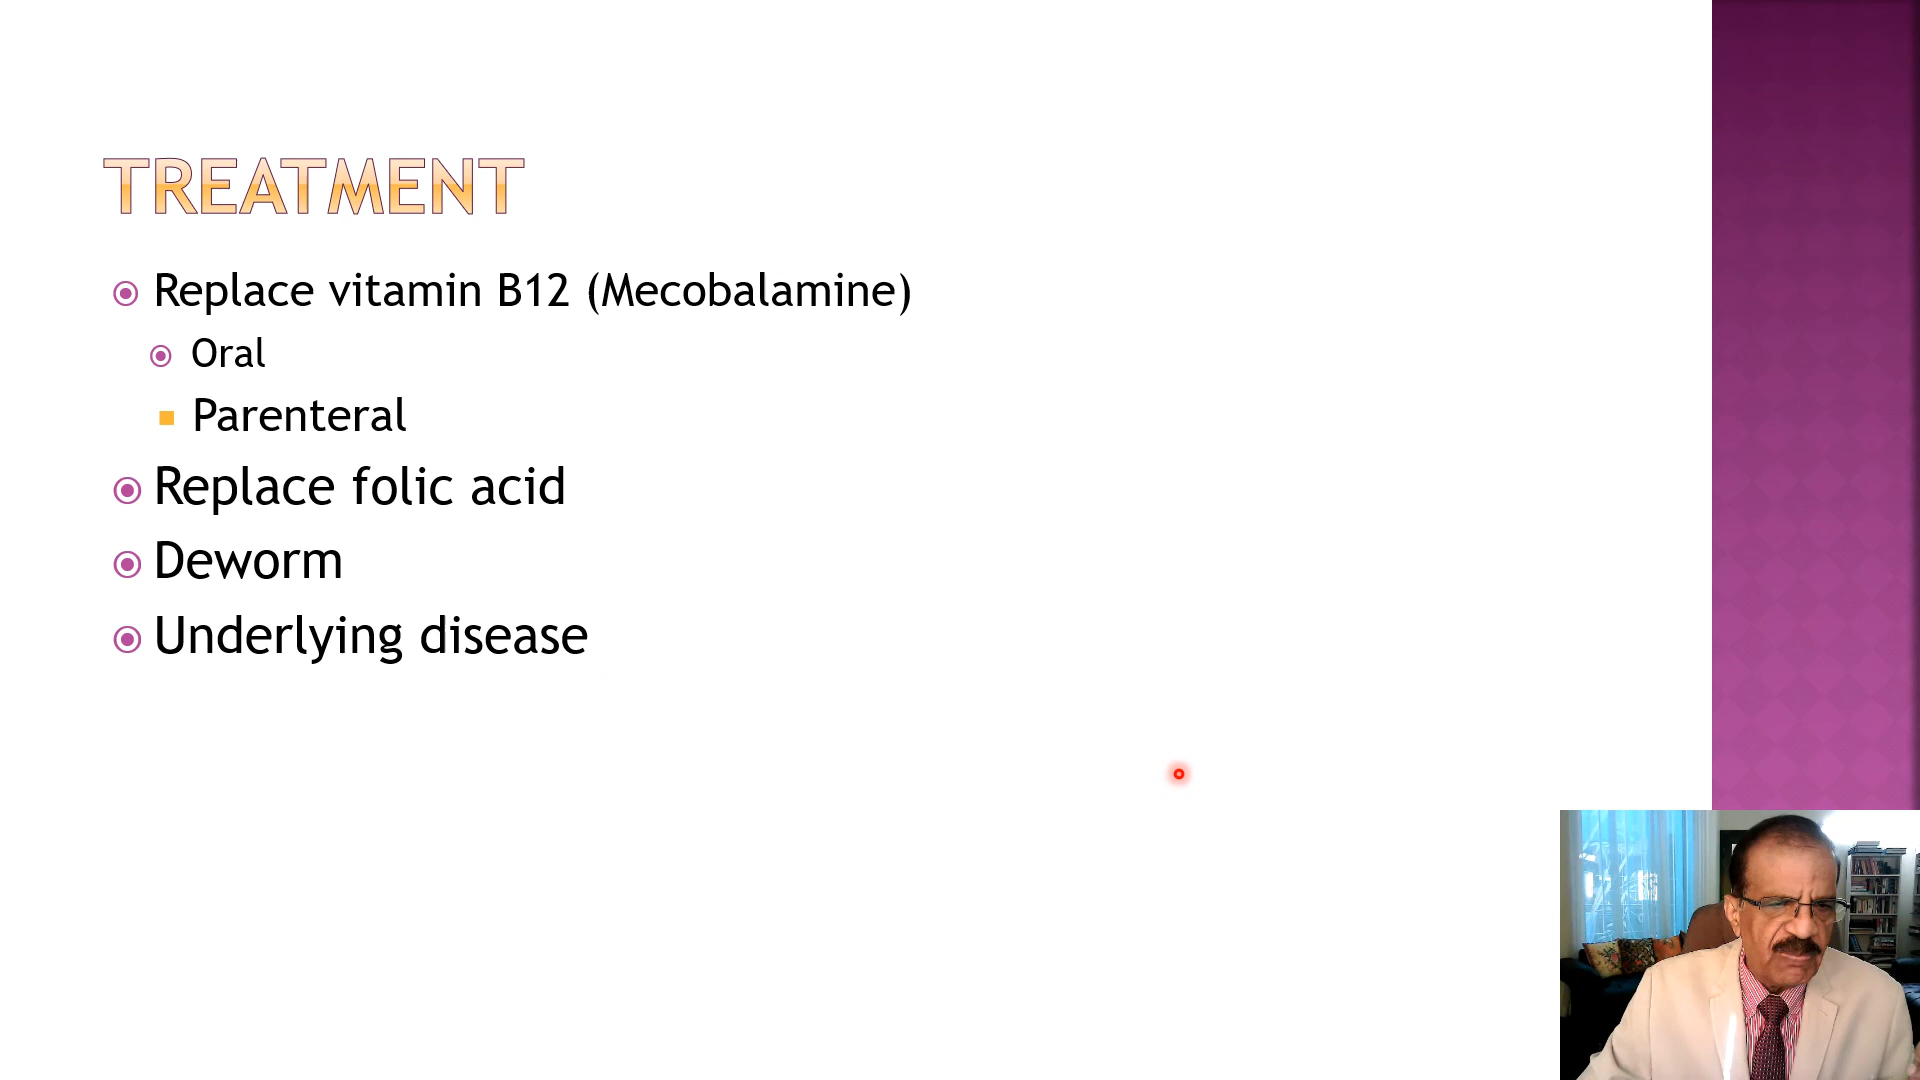 TREATMENT
Replace vitamin B12 (Mecobalamine)
Oral
Parenteral
Replace folic acid
Deworm
Underlying disease